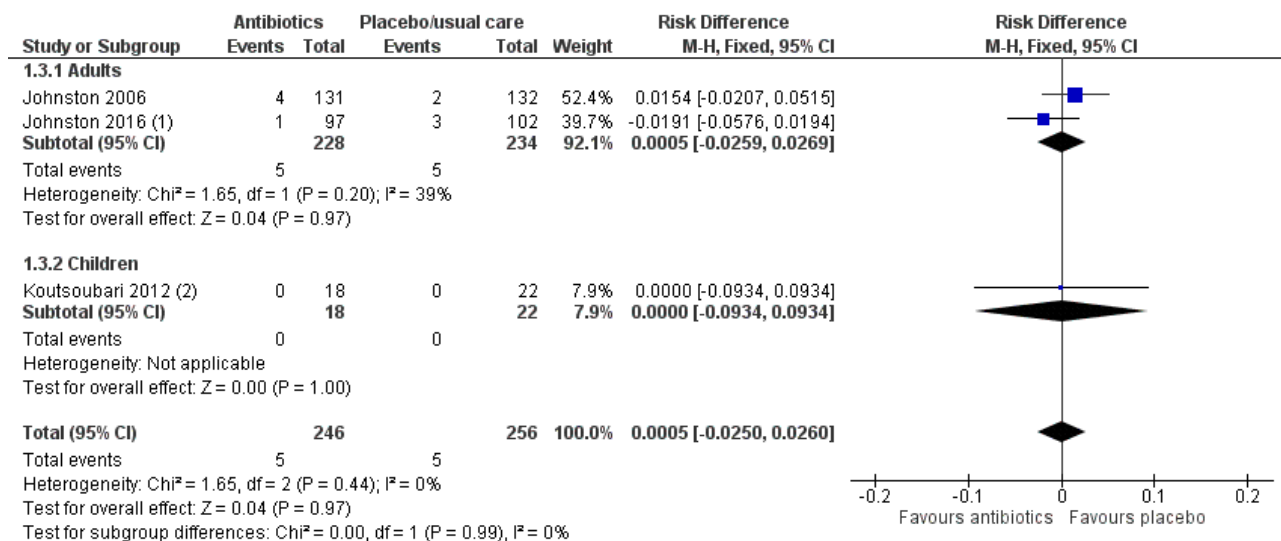 Antibiotics Placebo/usual care Risk Difference Risk Difference
Study or Subgroup Events Total Events Total Weight M-H, Fixed, 95% CI M-H, Fixed, 95% CI
1.3.1 Adults
Johnston 2006 4 131 2 132 52.4% 0.0154 [-0.0207, 0.0515]
Johnston 2016 (1) 1 97 3 102 39.7% -0.0191 [-0.0576, 0.0194]
Subtotal (95% CI) 228 234 92.1% 0.0005 [-0.0259, 0.0269]
Total events 5 5
Heterogeneity: Chi² = 1.65, df = 1 (P = 0.20); I² = 39%
Test for overall effect: Z = 0.04 (P = 0.97)
1.3.2 Children
Koutsoubari 2012 (2) 0 18 0 22 7.9% 0.0000 [-0.0934, 0.0934]
Subtotal (95% CI) 18 22 7.9% 0.0000 [-0.0934, 0.0934]
Total events 0 0
Heterogeneity: Not applicable
Test for overall effect: Z = 0.00 (P = 1.00)
Total (95% CI) 246 256 100.0% 0.0005 [-0.0250, 0.0260]
Total events 5 5
Heterogeneity: Chi² = 1.65, df = 2 (P = 0.44); I² = 0%
Test for overall effect: Z = 0.04 (P = 0.97)
Test for subgroup differences: Chi² = 0.00, df = 1 (P = 0.99), I² = 0%
-0.2 -0.1 0 0.1 0.2
Favours antibiotics Favours placebo